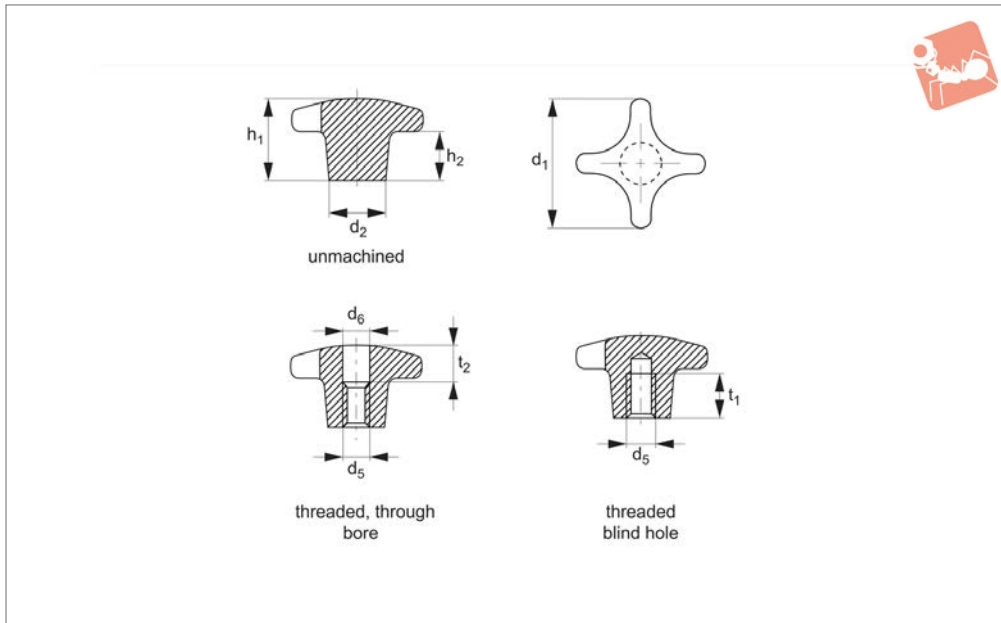 h1
h2
d2
unmachined
d1
d6
t2
d5
threaded, through
bore
t1
d5
threaded
blind hole